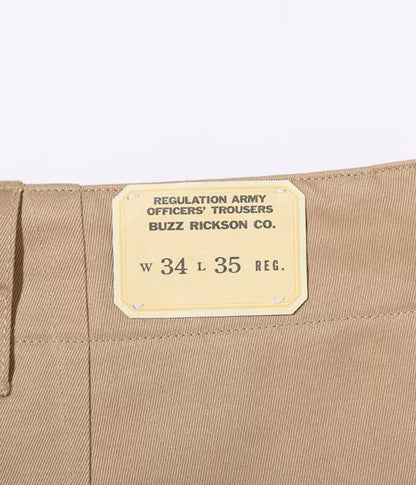 REGULATION ARMY
OFFICERS' TROUSERS
BUZZ RICKSON CO.
W 34 L 35 REG.